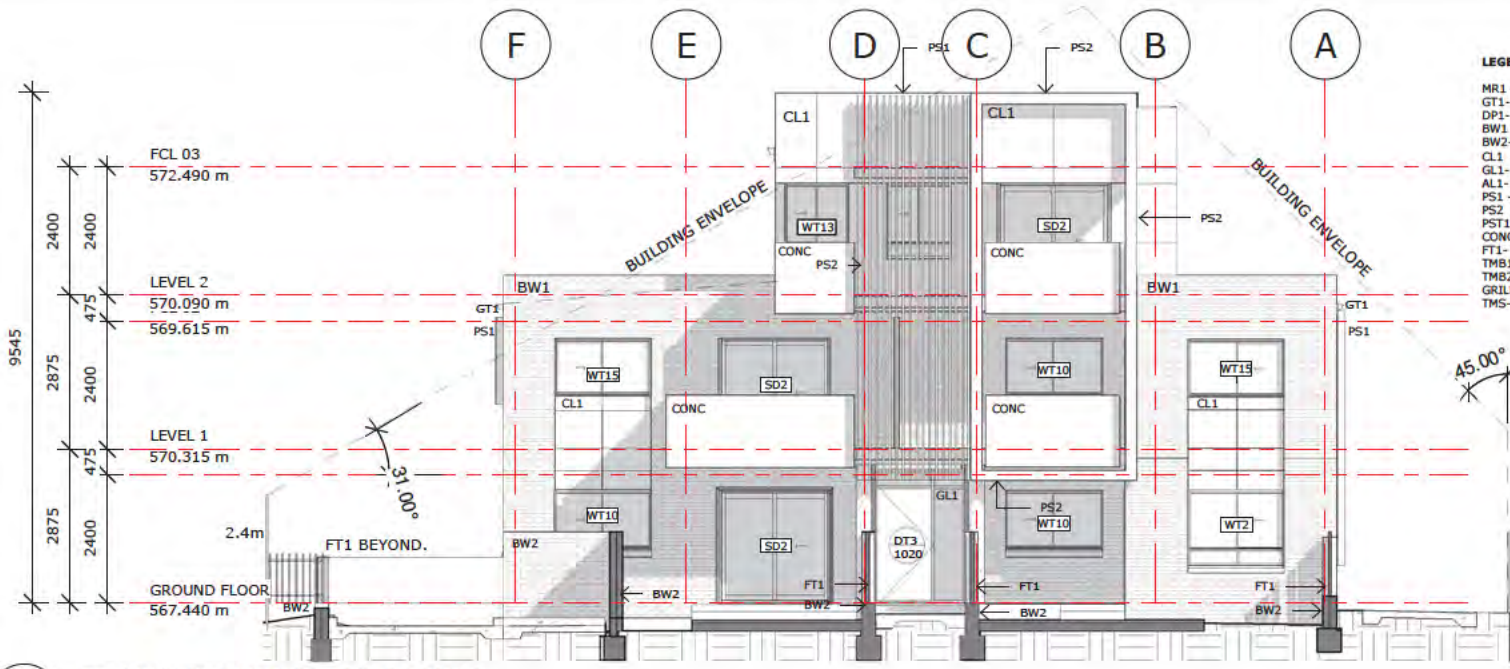 F
E
D
C
B
A
PS1
PS2
LEGE
MR1
GT1-
DP1-
BW1
BW2-
CL1
GL1-
AL1-
PS1 -
PS2
PST1
CONC
FT1-
TMB1
TMB2
GRIL
TMS-
CL1
CL1
FCL 03
572.490 m
BUILDING ENVELOPE
BUILDING ENVELOPE
2400
2400
WT13
SD2
PS2
CONC
CONC
PS2
LEVEL 2
570.090 m
BW1
BW1
475
GT1
GT1
569.615 m
PS1
PS1
9545
2875
2400
45.00°
WT15
SD2
WT10
WT15
CL1
CONC
CONC
CL1
LEVEL 1
570.315 m
475
31.00°
GL1
PS2
2875
2400
2.4m
WT10
SD2
WT10
WT2
FT1 BEYOND.
BW2
DT3
1020
GROUND FLOOR
567.440 m
FT1
FT1
FT1
BW2
BW2
BW2
BW2
BW2